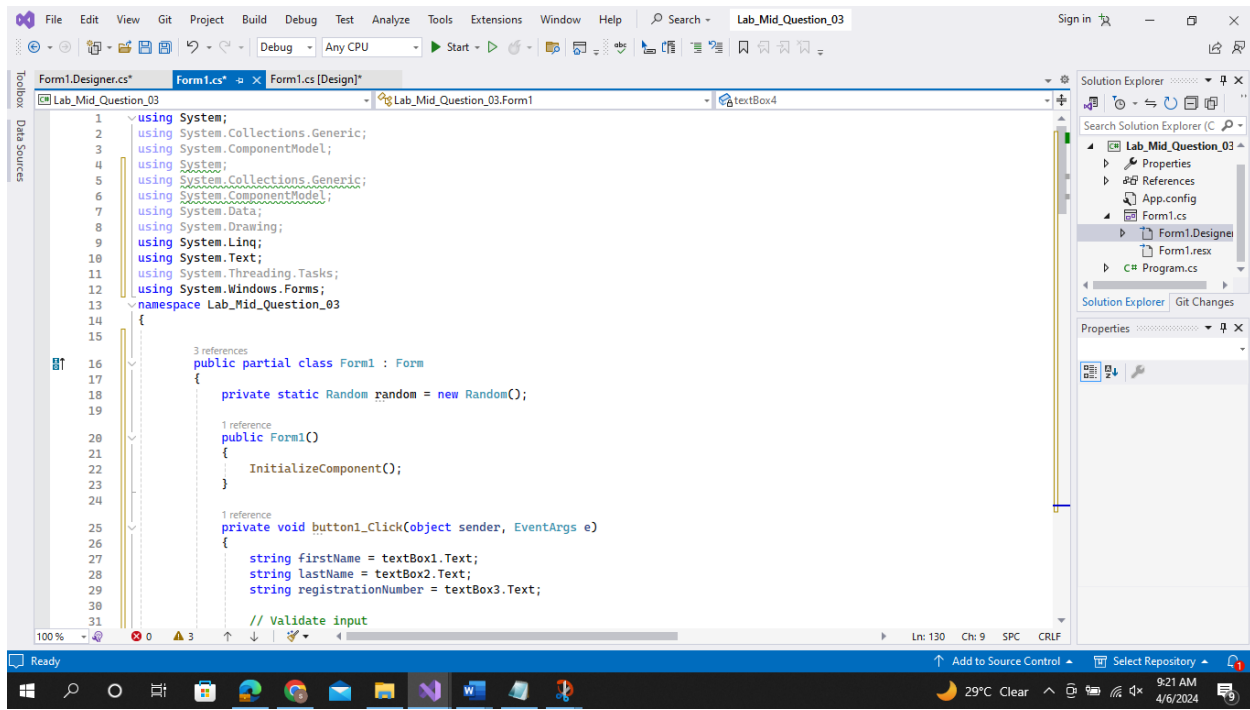 File Edit View Git Project Build Debug Test Analyze Tools Extensions Window Help Search Lab_Mid_Question_03 Sign in
Debug Any CPU Start
Toolbox
Data Sources
Form1.Designer.cs* Form1.cs* Form1.cs [Design]*
C# Lab_Mid_Question_03 Lab_Mid_Question_03.Form1 textBox4
1 using System;
2 using System.Collections.Generic;
3 using System.ComponentModel;
4 using System;
5 using System.Collections.Generic;
6 using System.ComponentModel;
7 using System.Data;
8 using System.Drawing;
9 using System.Linq;
10 using System.Text;
11 using System.Threading.Tasks;
12 using System.Windows.Forms;
13 namespace Lab_Mid_Question_03
14 {
15
3 references
16 public partial class Form1 : Form
17 {
18 private static Random random = new Random();
19
1 reference
20 public Form1()
21 {
22 InitializeComponent();
23 }
24
1 reference
25 private void button1_Click(object sender, EventArgs e)
26 {
27 string firstName = textBox1.Text;
28 string lastName = textBox2.Text;
29 string registrationNumber = textBox3.Text;
30
31 // Validate input
100 % 0 3 Ln: 130 Ch: 9 SPC CRLF
Solution Explorer
Search Solution Explorer (C
C# Lab_Mid_Question_03
Properties
References
App.config
Form1.cs
Form1.Designer
Form1.resx
C# Program.cs
Solution Explorer Git Changes
Properties
Ready Add to Source Control Select Repository 1
29°C Clear 9:21 AM
4/6/2024
9